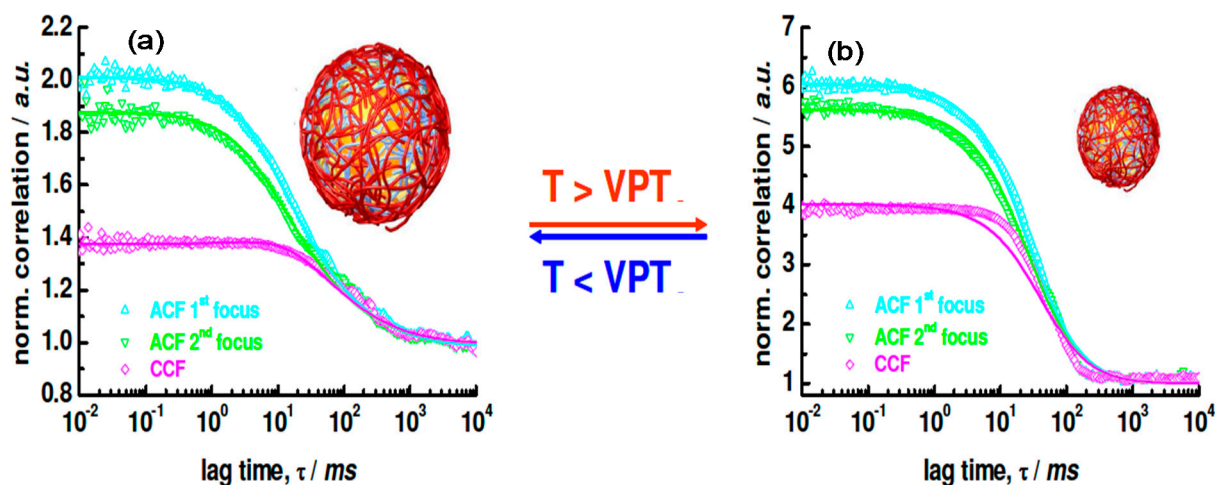 (a)
norm. correlation / a.u.
2.2
2.0
1.8
1.6
1.4
1.2
1.0
0.8
ACF 1st focus
ACF 2nd focus
CCF
10-2 10-1 100 101 102 103 104
lag time, τ / ms
T > VPT
T < VPT
(b)
norm. correlation / a.u.
7
6
5
4
3
2
1
ACF 1st focus
ACF 2nd focus
CCF
10-2 10-1 100 101 102 103 104
lag time, τ / ms